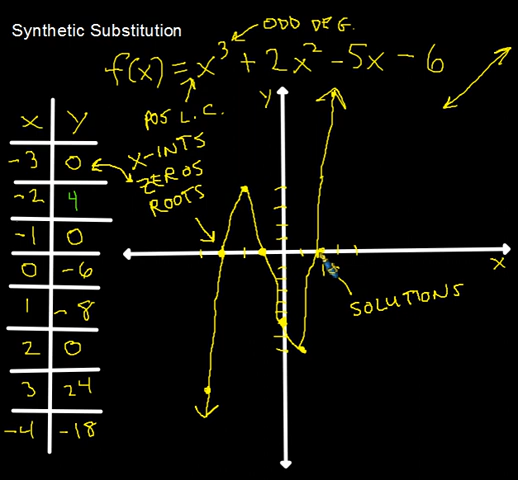 Synthetic Substitution
ODD DEG.
f(x) = x³ + 2x² - 5x - 6
POS L.C.
X-INTS
ZEROS
ROOTS
y
x
SOLUTIONS
X Y
-3 0
-2 4
-1 0
0 -6
1 -8
2 0
3 24
-4 -18